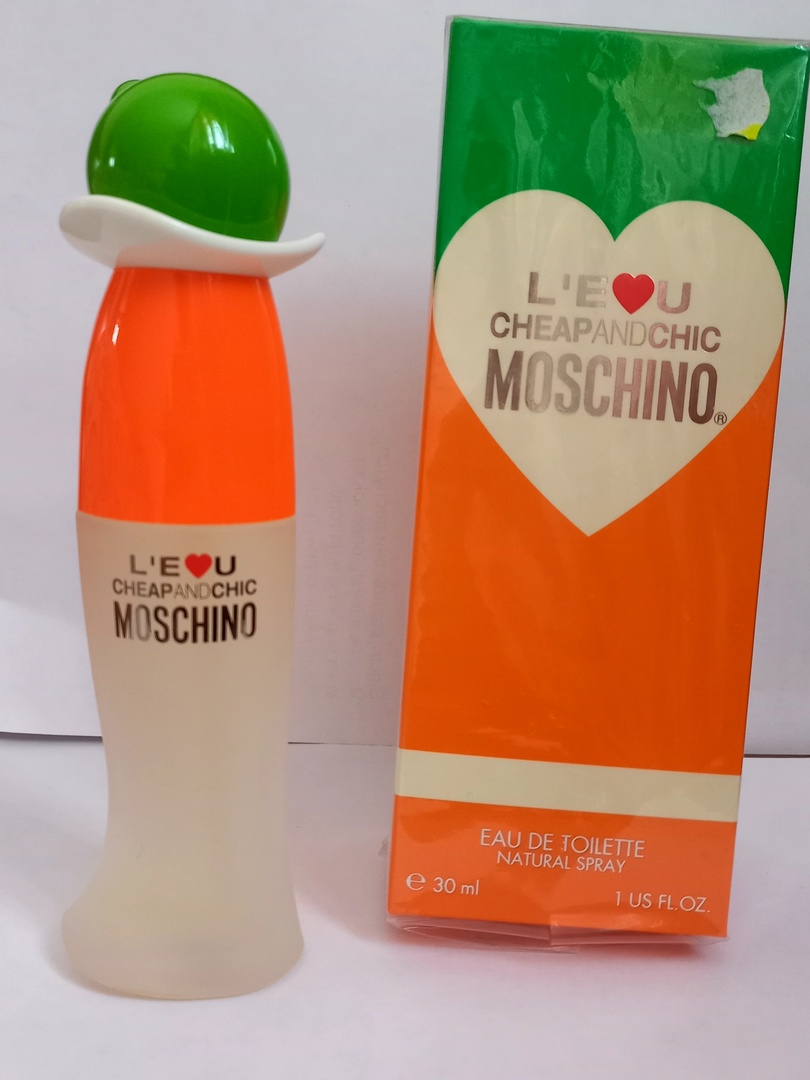 L'E♥U
CHEAPANDCHIC
MOSCHINO
L'E♥U
CHEAPANDCHIC
MOSCHINO®
EAU DE TOILETTE
NATURAL SPRAY
℮ 30 ml
1 US FL.OZ.